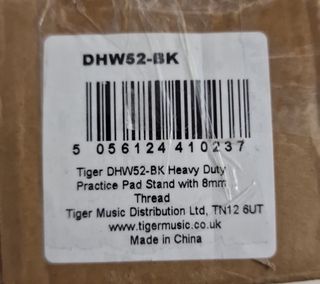 DHW52-BK
5 056124 410237
Tiger DHW52-BK Heavy Duty
Practice Pad Stand with 8mm
Thread
Tiger Music Distribution Ltd, TN12 6UT
www.tigermusic.co.uk
Made in China